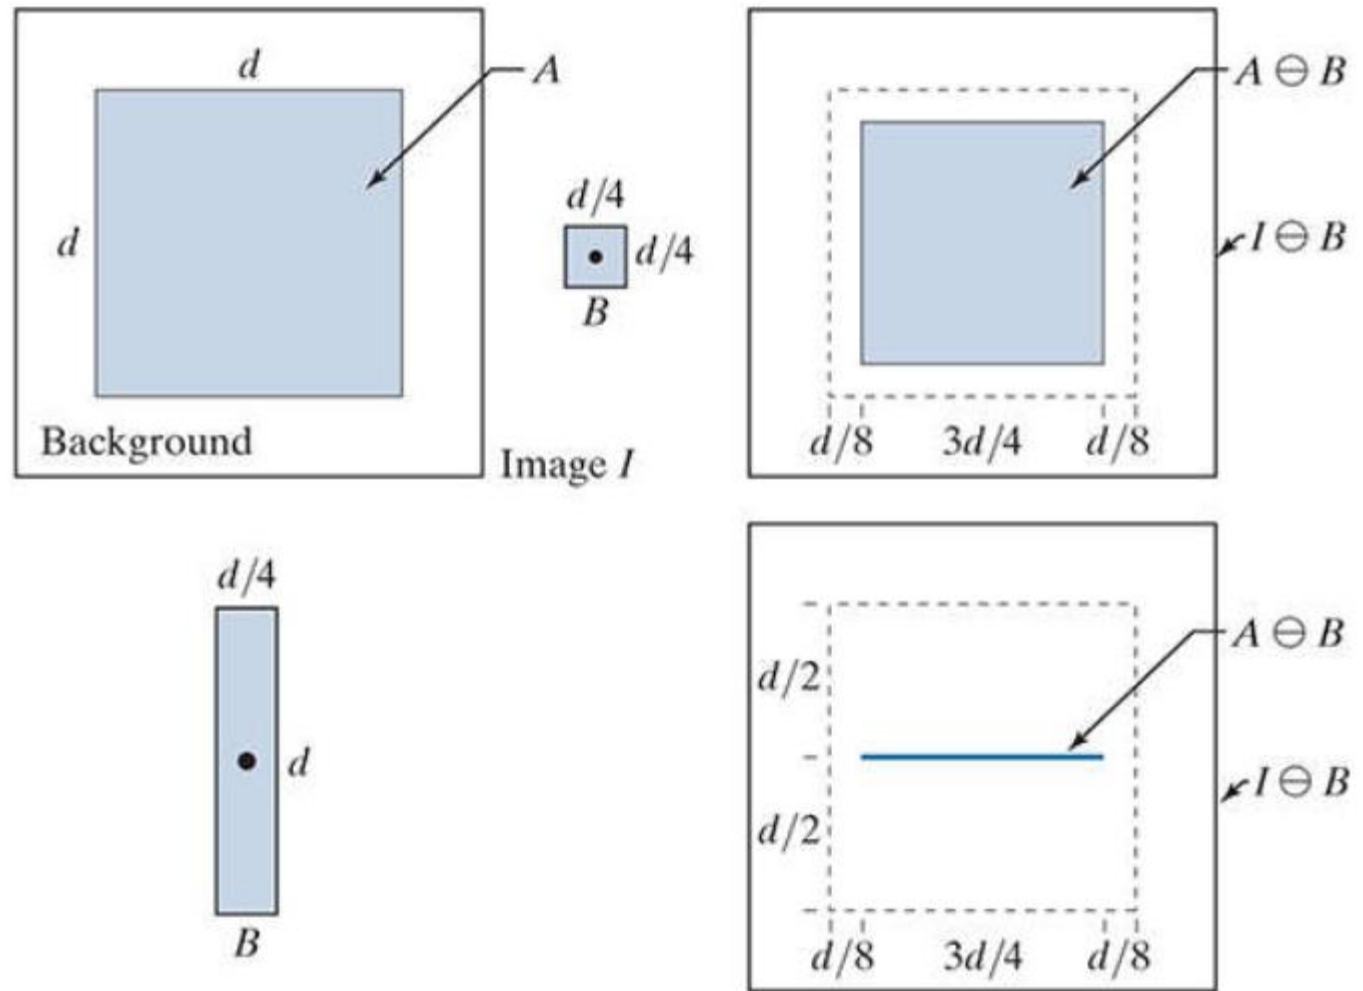 d
A
d
Background
Image I
d/4
d/4
B
A ⊖ B
I ⊖ B
d/8 3d/4 d/8
d/4
d
B
A ⊖ B
d/2
I ⊖ B
d/2
d/8 3d/4 d/8